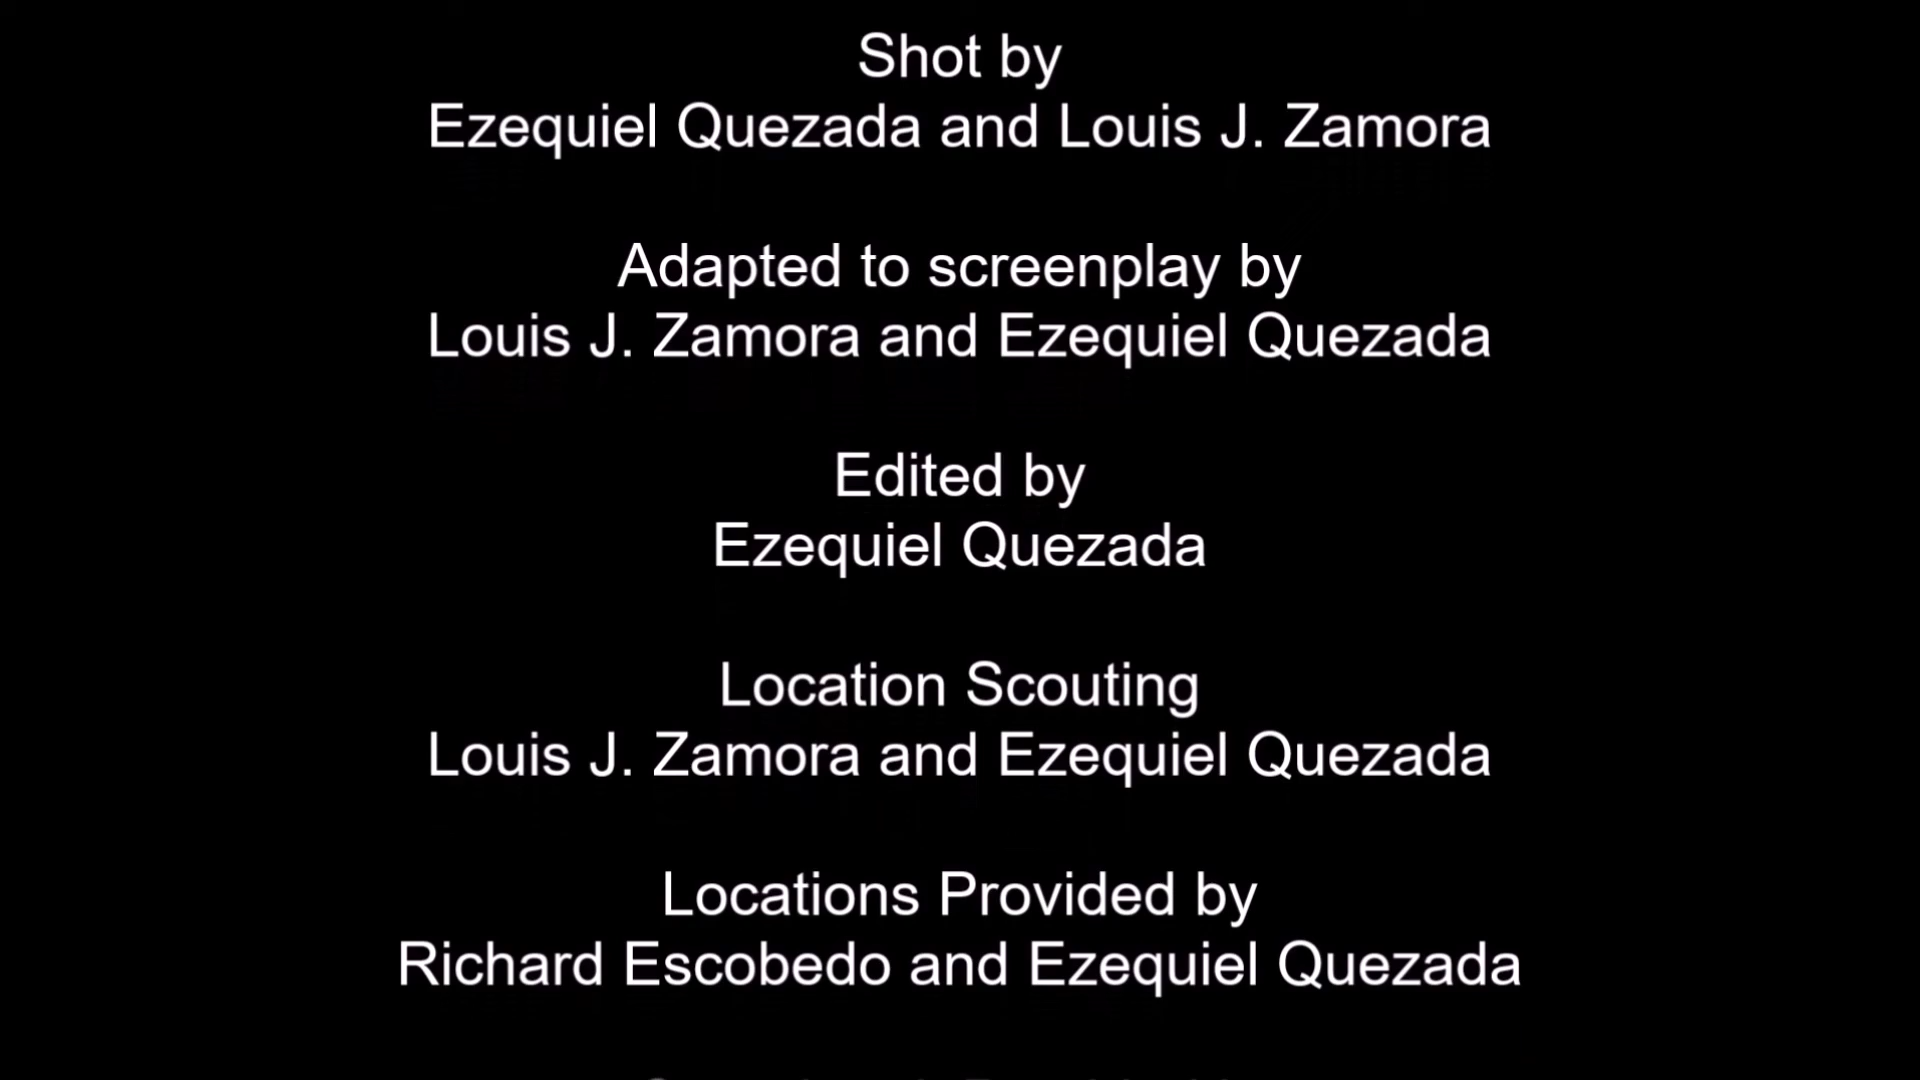 Shot by
Ezequiel Quezada and Louis J. Zamora
Adapted to screenplay by
Louis J. Zamora and Ezequiel Quezada
Edited by
Ezequiel Quezada
Location Scouting
Louis J. Zamora and Ezequiel Quezada
Locations Provided by
Richard Escobedo and Ezequiel Quezada